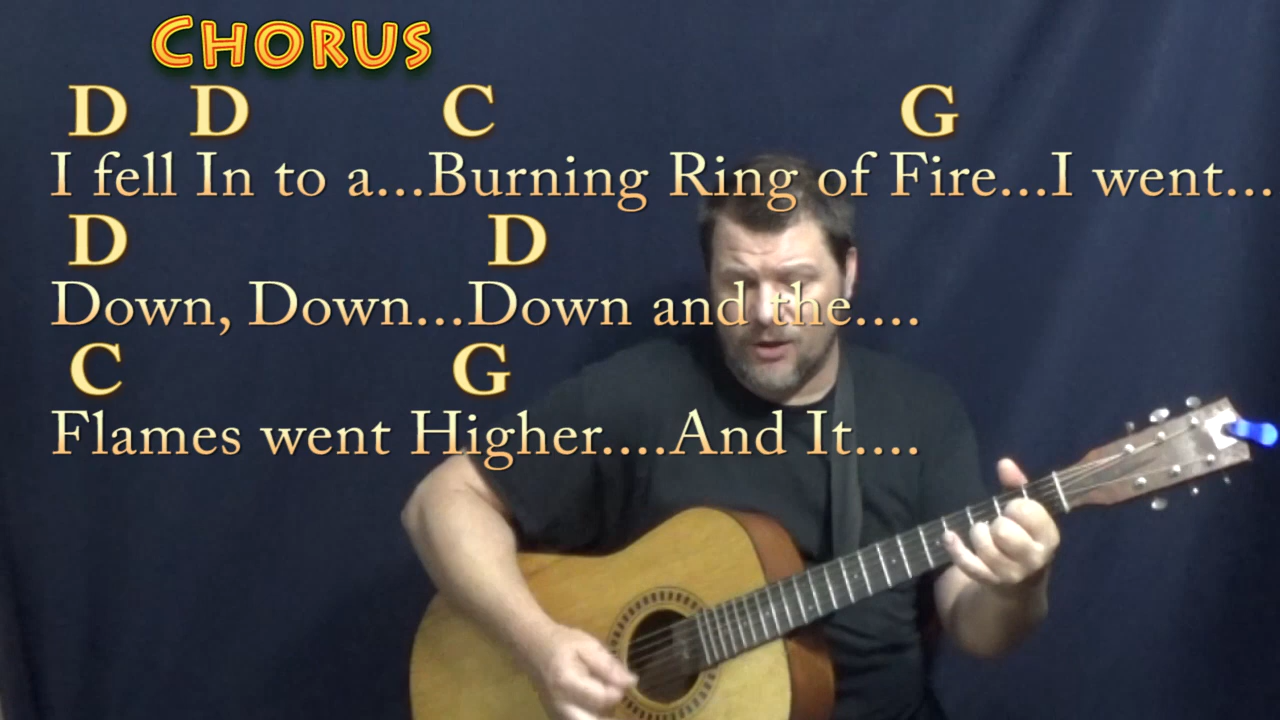 CHORUS
D D C G
I fell In to a...Burning Ring of Fire...I went...
D D
Down, Down...Down and the....
C G
Flames went Higher....And It....